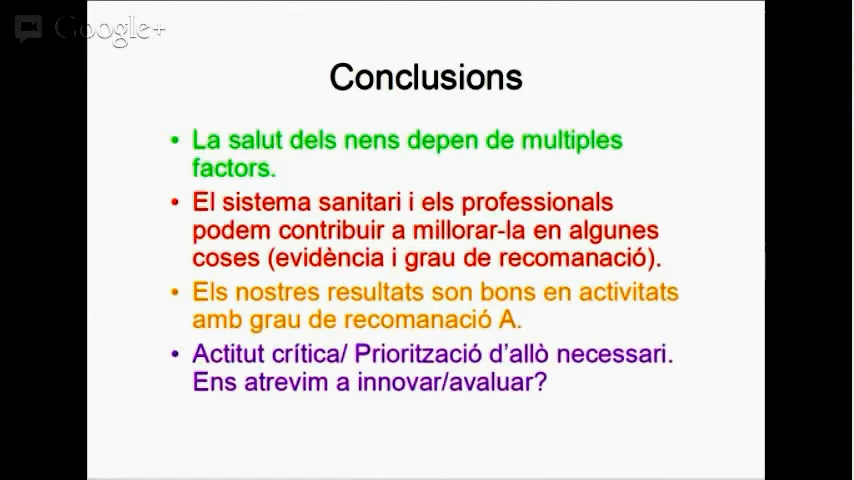 Google+
Conclusions
• La salut dels nens depen de multiples
factors.
• El sistema sanitari i els professionals
podem contribuir a millorar-la en algunes
coses (evidència i grau de recomanació).
• Els nostres resultats son bons en activitats
amb grau de recomanació A.
• Actitut crítica/ Priorització d’allò necessari.
Ens atrevim a innovar/avaluar?